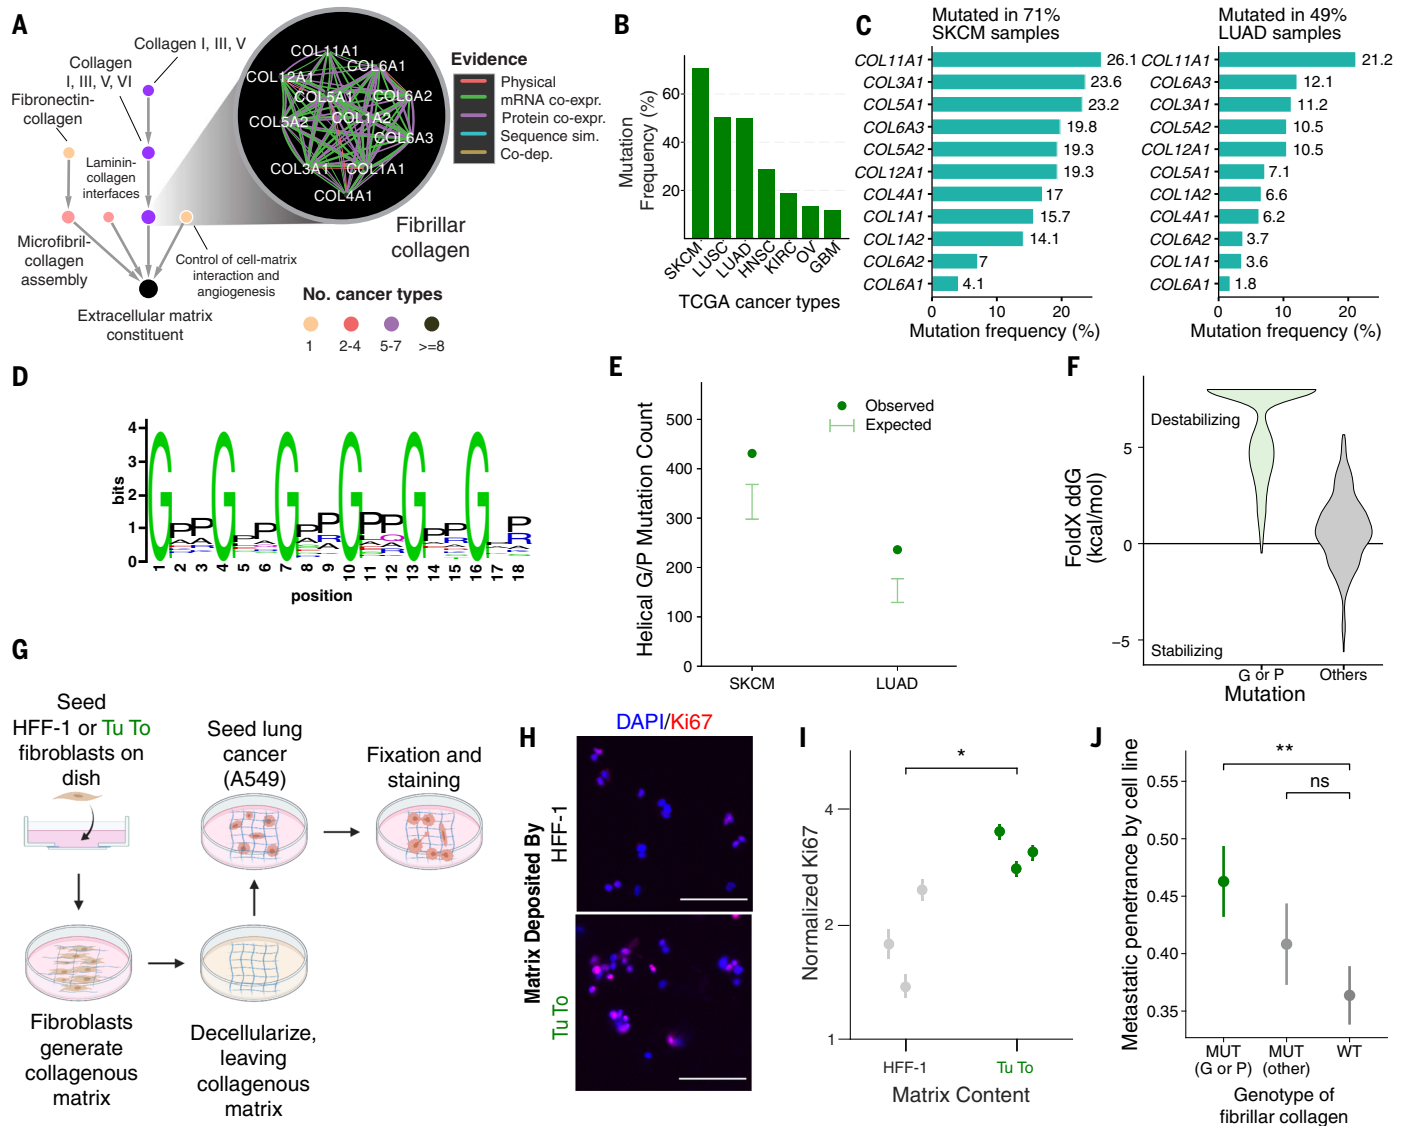 A
Collagen I, III, V
Collagen
I, III, V, VI
Fibronectin-
collagen
Laminin-
collagen
interfaces
Microfibril-
collagen
assembly
Control of cell-matrix
interaction and
angiogenesis
Extracellular matrix
constituent
COL11A1
COL6A1
COL12A1
COL5A1
COL6A2
COL5A2
COL1A2
COL6A3
COL3A1
COL1A1
COL4A1
Fibrillar
collagen
Evidence
Physical
mRNA co-expr.
Protein co-expr.
Sequence sim.
Co-dep.
No. cancer types
1
2-4
5-7
>=8
B
Mutation
Frequency (%)
60
40
20
SKCM
LUSC
LUAD
HNSC
KIRC
OV
GBM
TCGA cancer types
C
Mutated in 71%
SKCM samples
COL11A1 26.1
COL3A1 23.6
COL5A1 23.2
COL6A3 19.8
COL5A2 19.3
COL12A1 19.3
COL4A1 17
COL1A1 15.7
COL1A2 14.1
COL6A2 7
COL6A1 4.1
0 10 20
Mutation frequency (%)
Mutated in 49%
LUAD samples
COL11A1 21.2
COL6A3 12.1
COL3A1 11.2
COL5A2 10.5
COL12A1 10.5
COL5A1 7.1
COL1A2 6.6
COL4A1 6.2
COL6A2 3.7
COL1A1 3.6
COL6A1 1.8
0 10 20
Mutation frequency (%)
D
bits
4
3
2
1
0
G P P G P P G P P G P P G P P G P
1 2 3 4 5 6 7 8 9 10 11 12 13 14 15 16 17 18
position
E
Helical G/P Mutation Count
500
400
300
200
100
0
Observed
Expected
SKCM
LUAD
F
FoldX ddG
(kcal/mol)
Destabilizing
5
0
−5
Stabilizing
G or P
Others
Mutation
G
Seed
HFF-1 or Tu To
fibroblasts on
dish
Seed lung
cancer
(A549)
Fixation and
staining
Fibroblasts
generate
collagenous
matrix
Decellularize,
leaving
collagenous
matrix
H
DAPI/Ki67
Matrix Deposited By
HFF-1
Tu To
I
Normalized Ki67
4
2
1
*
HFF-1
Tu To
Matrix Content
J
Metastatic penetrance by cell line
0.55
0.50
0.45
0.40
0.35
**
ns
MUT
(G or P)
MUT
(other)
WT
Genotype of
fibrillar collagen